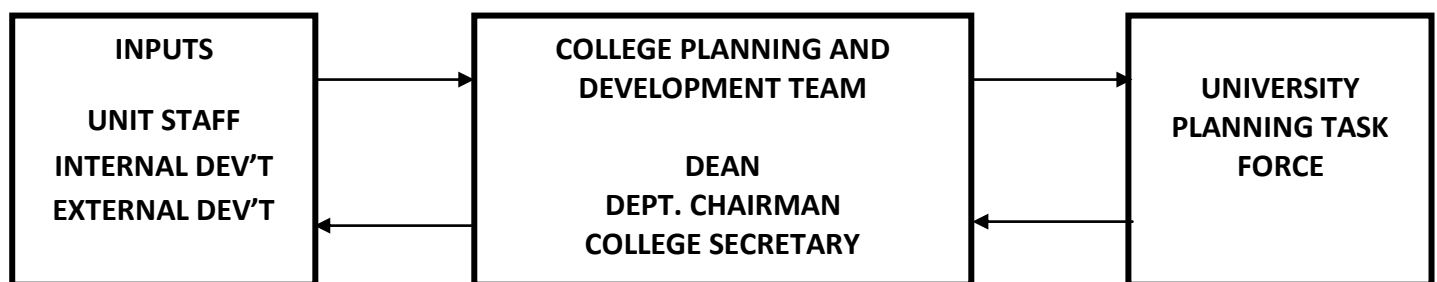 INPUTS
UNIT STAFF
INTERNAL DEV’T
EXTERNAL DEV’T
COLLEGE PLANNING AND
DEVELOPMENT TEAM
DEAN
DEPT. CHAIRMAN
COLLEGE SECRETARY
UNIVERSITY
PLANNING TASK
FORCE